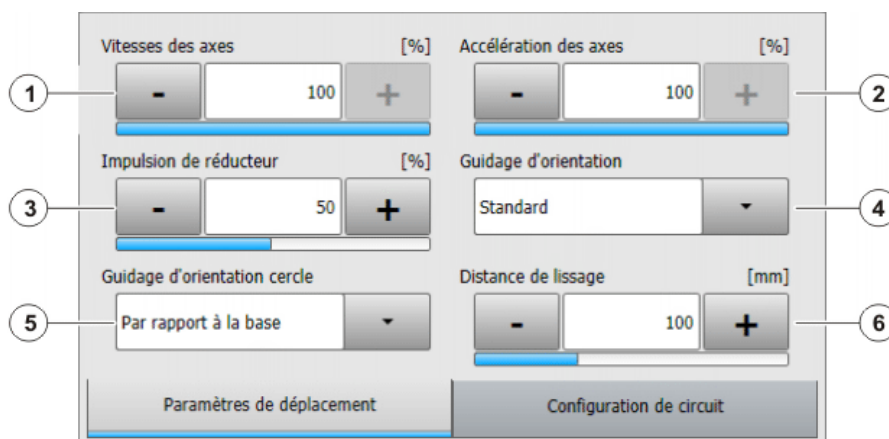 Vitesses des axes [%] Accélération des axes [%]
1 - 100 + - 100 + 2
Impulsion de réducteur [%] Guidage d'orientation
3 - 50 + Standard 4
Guidage d'orientation cercle Distance de lissage [mm]
5 Par rapport à la base - 100 + 6
Paramètres de déplacement Configuration de circuit